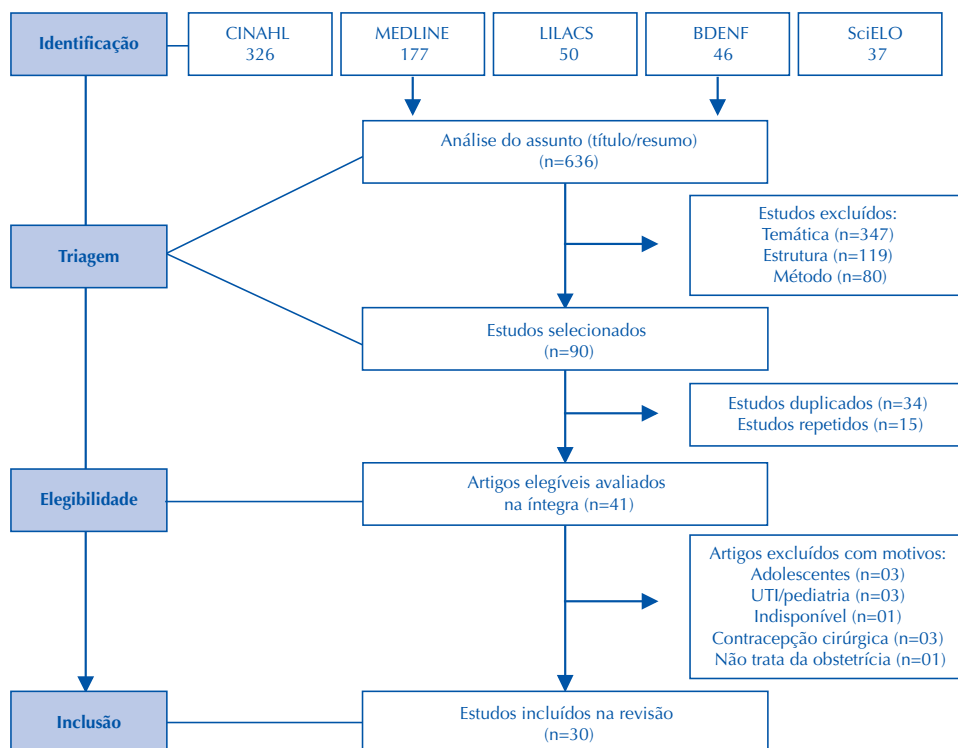 Identificação
CINAHL
326
MEDLINE
177
LILACS
50
BDENF
46
SciELO
37
Análise do assunto (título/resumo)
(n=636)
Estudos excluídos:
Temática (n=347)
Estrutura (n=119)
Método (n=80)
Triagem
Estudos selecionados
(n=90)
Estudos duplicados (n=34)
Estudos repetidos (n=15)
Elegibilidade
Artigos elegíveis avaliados
na íntegra (n=41)
Artigos excluídos com motivos:
Adolescentes (n=03)
UTI/pediatria (n=03)
Indisponível (n=01)
Contracepção cirúrgica (n=03)
Não trata da obstetrícia (n=01)
Inclusão
Estudos incluídos na revisão
(n=30)